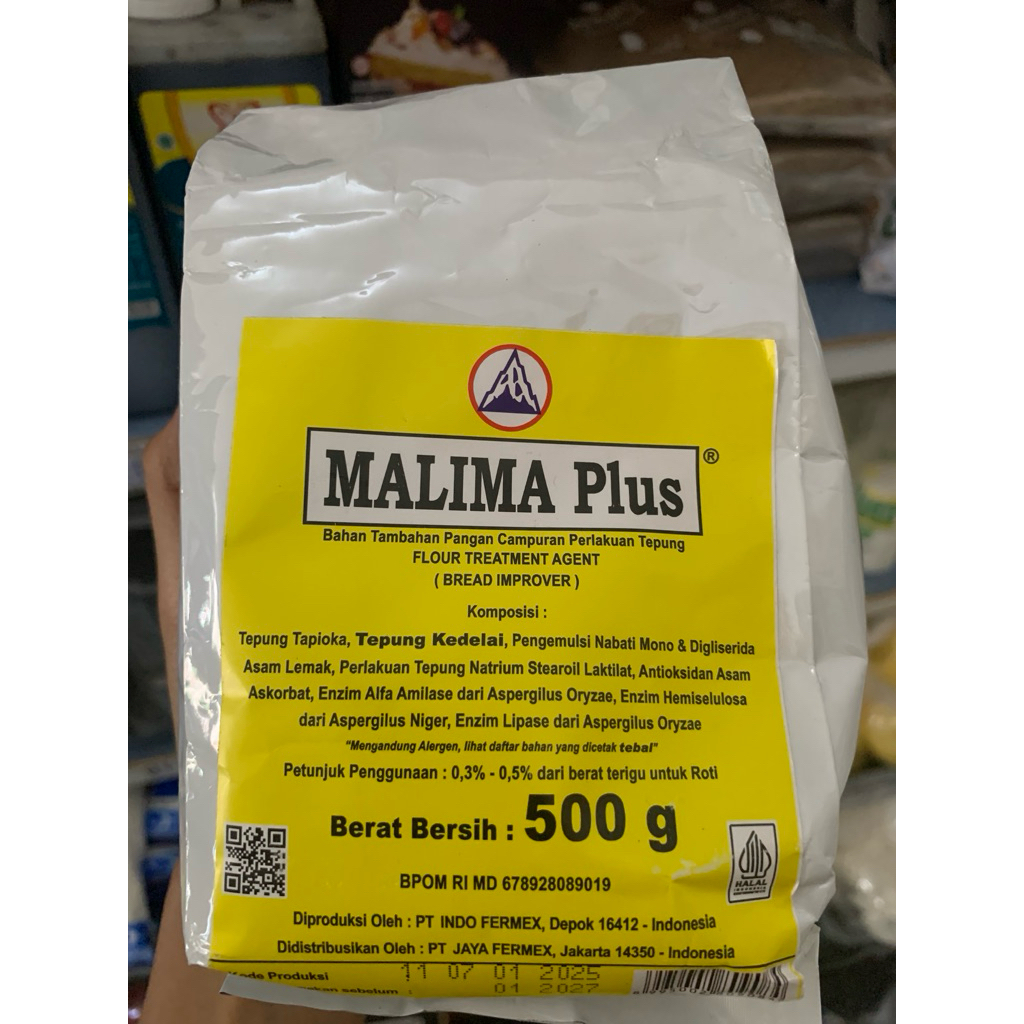 MALIMA Plus ®
Bahan Tambahan Pangan Campuran Perlakuan Tepung
FLOUR TREATMENT AGENT
( BREAD IMPROVER )
Komposisi :
Tepung Tapioka, Tepung Kedelai, Pengemulsi Nabati Mono & Digliserida
Asam Lemak, Perlakuan Tepung Natrium Stearoil Laktilat, Antioksidan Asam
Askorbat, Enzim Alfa Amilase dari Aspergilus Oryzae, Enzim Hemiselulosa
dari Aspergilus Niger, Enzim Lipase dari Aspergilus Oryzae
"Mengandung Alergen, lihat daftar bahan yang dicetak tebal"
Petunjuk Penggunaan : 0,3% - 0,5% dari berat terigu untuk Roti
Berat Bersih : 500 g
HALAL
INDONESIA
BPOM RI MD 678928089019
Diproduksi Oleh : PT INDO FERMEX, Depok 16412 - Indonesia
Didistribusikan Oleh : PT JAYA FERMEX, Jakarta 14350 - Indonesia
Kode Produksi 11 07 01 2025
sebelum : 01 2027